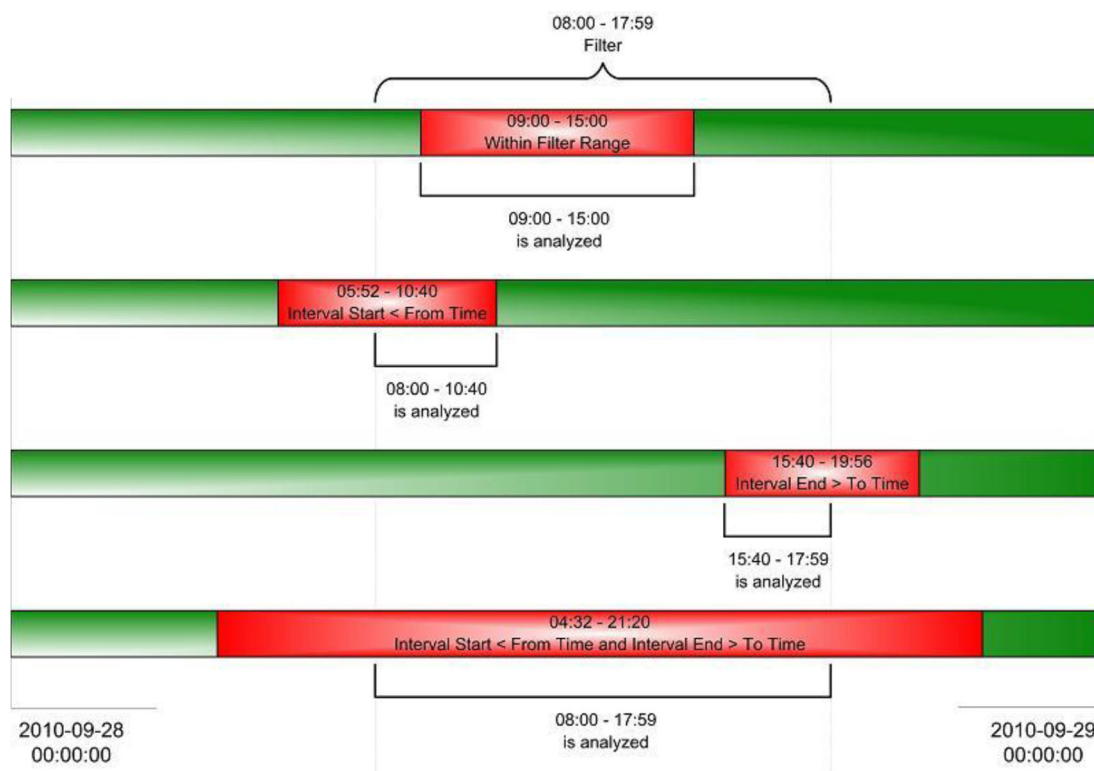 08:00 - 17:59
Filter
09:00 - 15:00
Within Filter Range
09:00 - 15:00
is analyzed
05:52 - 10:40
Interval Start < From Time
08:00 - 10:40
is analyzed
15:40 - 19:56
Interval End > To Time
15:40 - 17:59
is analyzed
04:32 - 21:20
Interval Start < From Time and Interval End > To Time
08:00 - 17:59
is analyzed
2010-09-28
00:00:00
2010-09-29
00:00:00